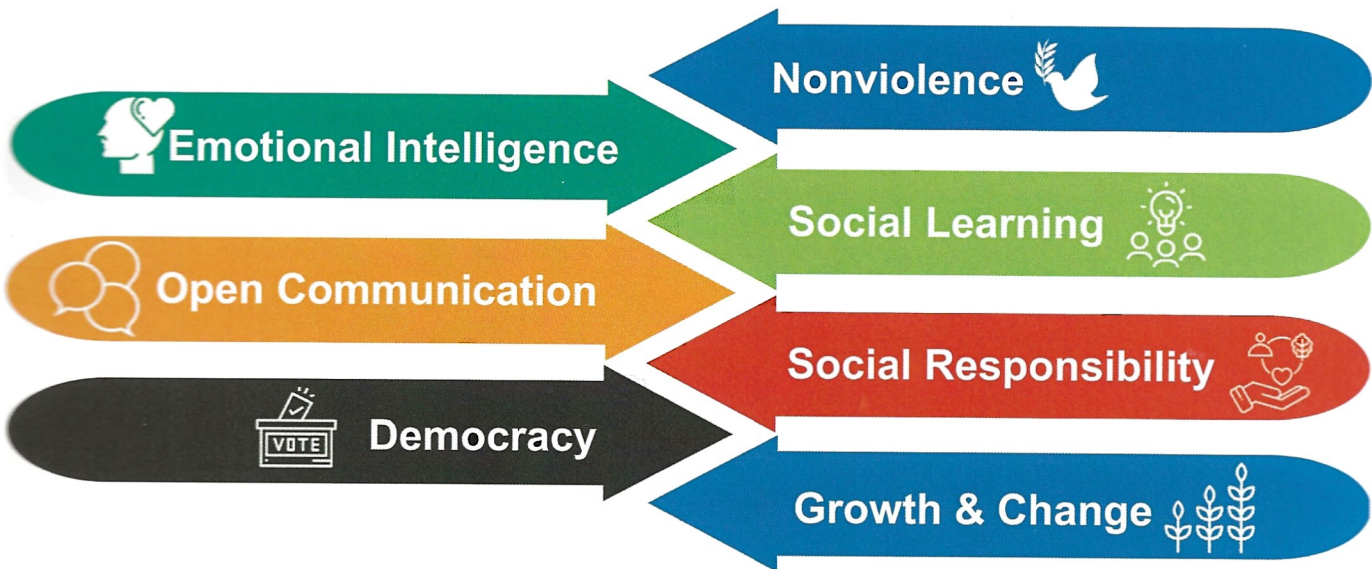 Nonviolence
Emotional Intelligence
Social Learning
Open Communication
Social Responsibility
VOTE
Democracy
Growth & Change